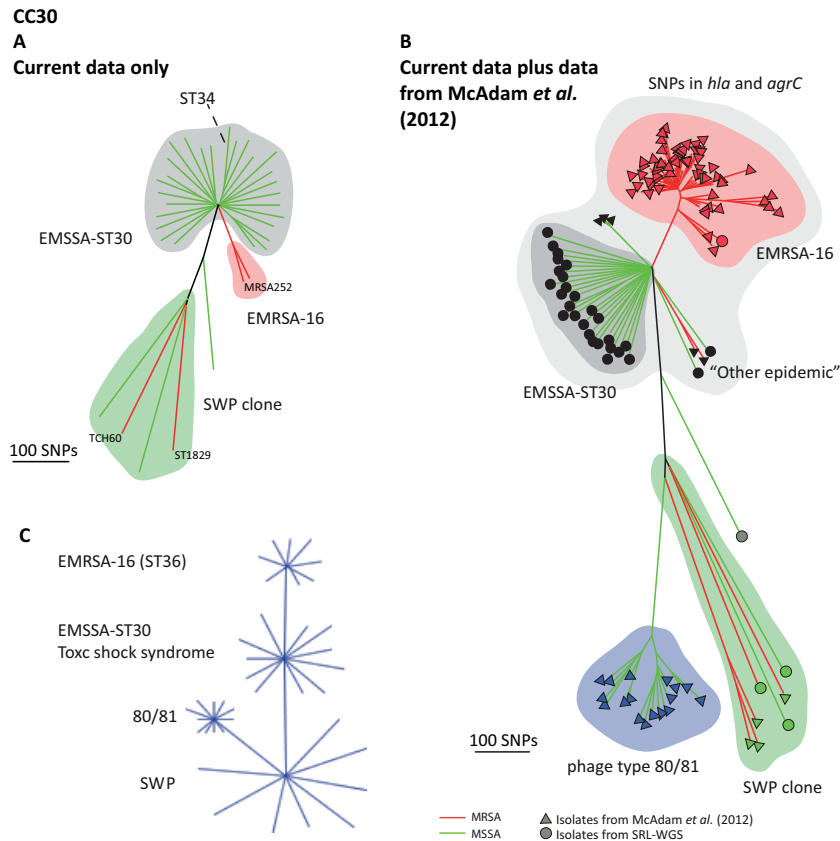 CC30
A
Current data only
ST34
EMSSA-ST30
MRSA252
EMRSA-16
SWP clone
TCH60
ST1829
100 SNPs
B
Current data plus data
from McAdam et al.
(2012)
SNPs in hla and agrC
EMRSA-16
"Other epidemic"
EMSSA-ST30
100 SNPs
phage type 80/81
SWP clone
MRSA
MSSA
Isolates from McAdam et al. (2012)
Isolates from SRL-WGS
C
EMRSA-16 (ST36)
EMSSA-ST30
Toxc shock syndrome
80/81
SWP